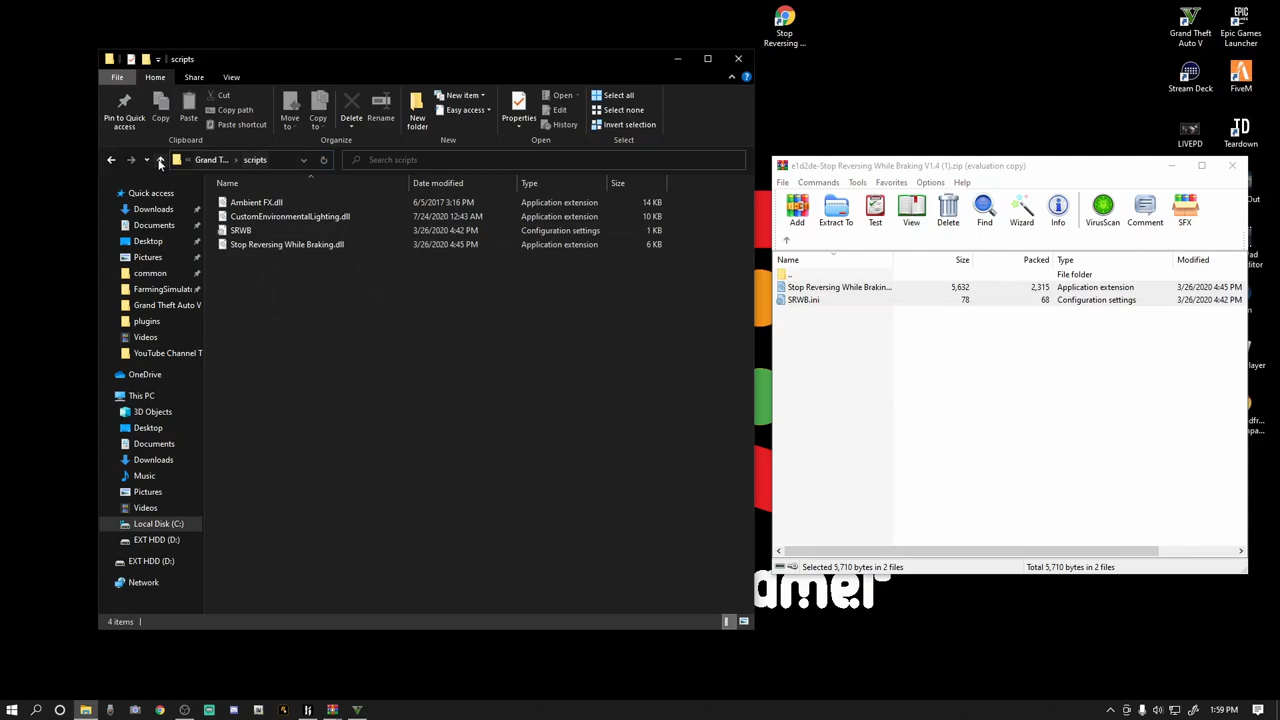 Stop
Reversing ...
Grand Theft
Auto V
Epic Games
Launcher
EPIC
GAMES
Stream Deck
FiveM
LIVEPD
Teardown
scripts
File
Home
Share
View
Pin to Quick
access
Copy
Paste
Cut
Copy path
Paste shortcut
Clipboard
Move
to
Copy
to
Delete
Rename
Organize
New
folder
New item
Easy access
New
Properties
Open
Edit
History
Open
Select all
Select none
Invert selection
Select
Grand T...
scripts
Search scripts
Name
Date modified
Type
Size
Ambient FX.dll 6/5/2017 3:16 PM Application extension 14 KB
CustomEnvironmentalLighting.dll 7/24/2020 12:43 AM Application extension 10 KB
SRWB.ini 3/26/2020 4:42 PM Configuration settings 1 KB
Stop Reversing While Braking.dll 3/26/2020 4:45 PM Application extension 6 KB
Quick access
Downloads
Documents
Desktop
Pictures
common
FarmingSimulat
Grand Theft Auto V
plugins
Videos
YouTube Channel T
OneDrive
This PC
3D Objects
Desktop
Documents
Downloads
Music
Pictures
Videos
Local Disk (C:)
EXT HDD (D:)
EXT HDD (D:)
Network
4 items
e1d2de-Stop Reversing While Braking V1.4 (1).zip (evaluation copy)
File Commands Tools Favorites Options Help
Add
Extract To
Test
View
Delete
Find
Wizard
Info
VirusScan
Comment
SFX
Name Size Packed Type Modified
.. File folder
Stop Reversing While Brakin... 5,632 2,315 Application extension 3/26/2020 4:45 PM
SRWB.ini 78 68 Configuration settings 3/26/2020 4:42 PM
Selected 5,710 bytes in 2 files
Total 5,710 bytes in 2 files
1:59 PM